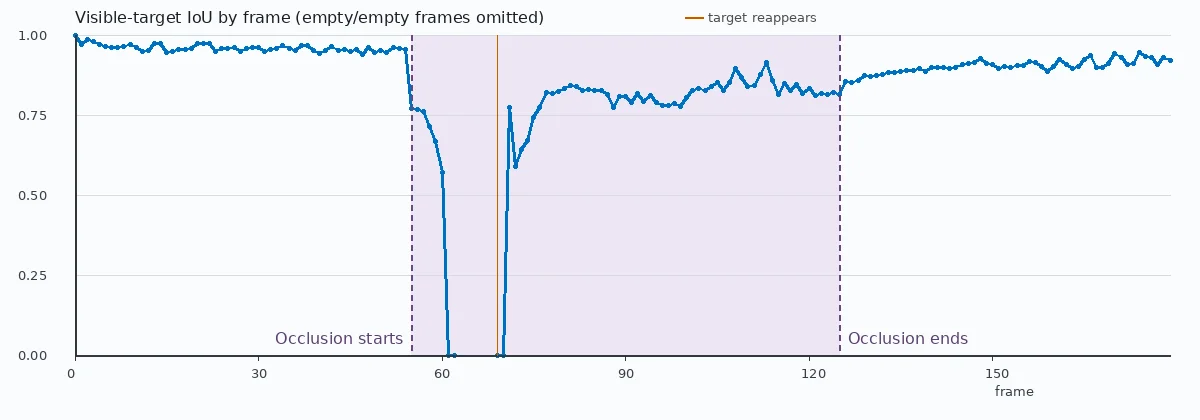 Visible-target IoU by frame (empty/empty frames omitted)
target reappears
1.00
0.75
0.50
0.25
0.00
Occlusion starts
Occlusion ends
0
30
60
90
120
150
frame